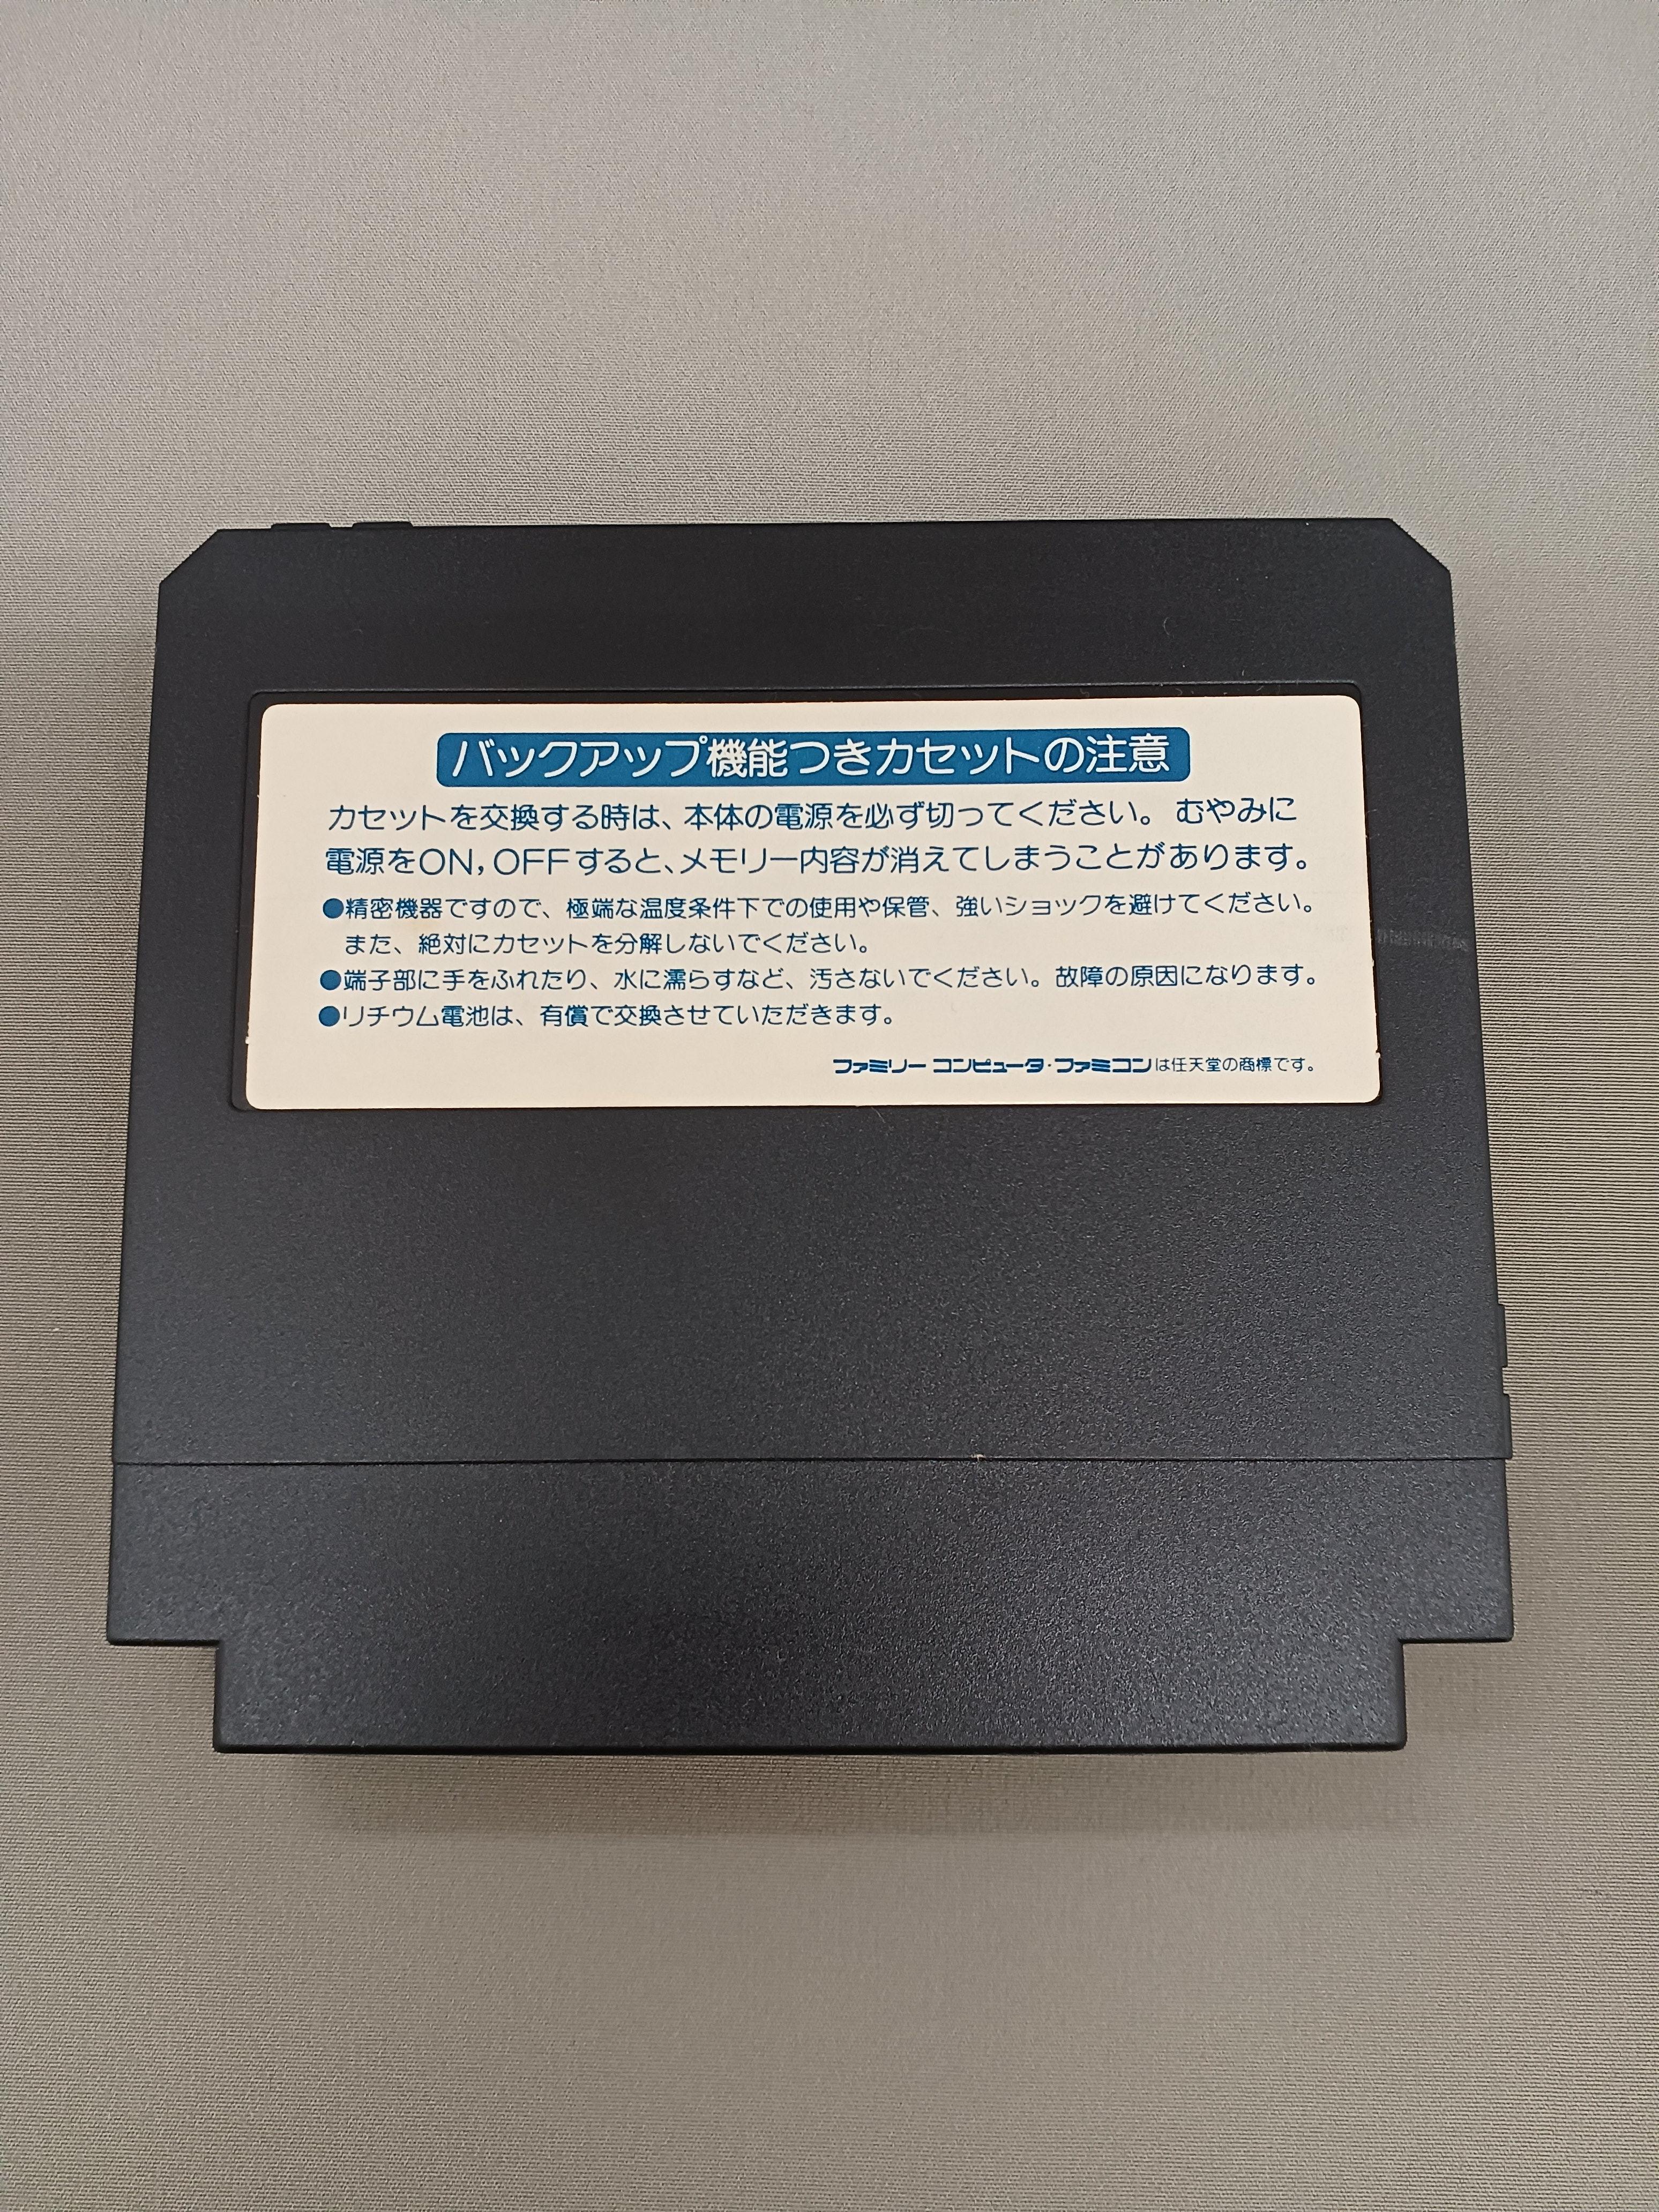 バックアップ機能つきカセットの注意
カセットを交換する時は、本体の電源を必ず切ってください。むやみに
電源をON,OFFすると、メモリー内容が消えてしまうことがあります。
●精密機器ですので、極端な温度条件下での使用や保管、強いショックを避けてください。
また、絶対にカセットを分解しないでください。
●端子部に手をふれたり、水に濡らすなど、汚さないでください。故障の原因になります。
●リチウム電池は、有償で交換させていただきます。
ファミリーコンピュータ・ファミコンは任天堂の商標です。